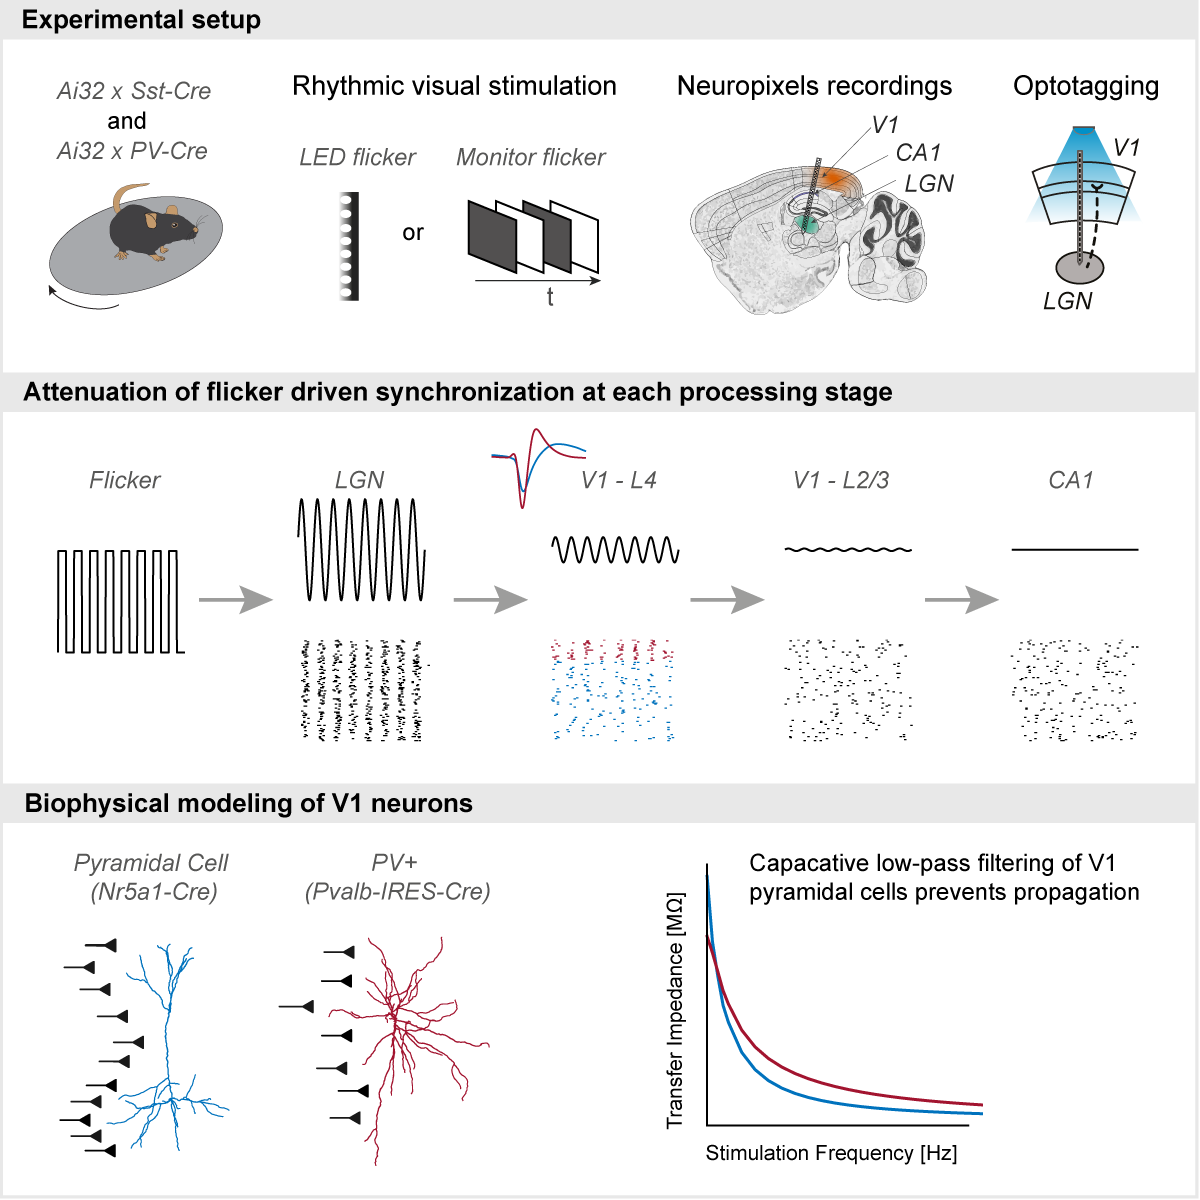 Experimental setup
Ai32 x Sst-Cre
and
Ai32 x PV-Cre
Rhythmic visual stimulation
LED flicker
or
Monitor flicker
t
Neuropixels recordings
V1
CA1
LGN
Optotagging
V1
LGN
Attenuation of flicker driven synchronization at each processing stage
Flicker
LGN
V1 - L4
V1 - L2/3
CA1
Biophysical modeling of V1 neurons
Pyramidal Cell
(Nr5a1-Cre)
PV+
(Pvalb-IRES-Cre)
Capacative low-pass filtering of V1
pyramidal cells prevents propagation
Transfer Impedance [MΩ]
Stimulation Frequency [Hz]